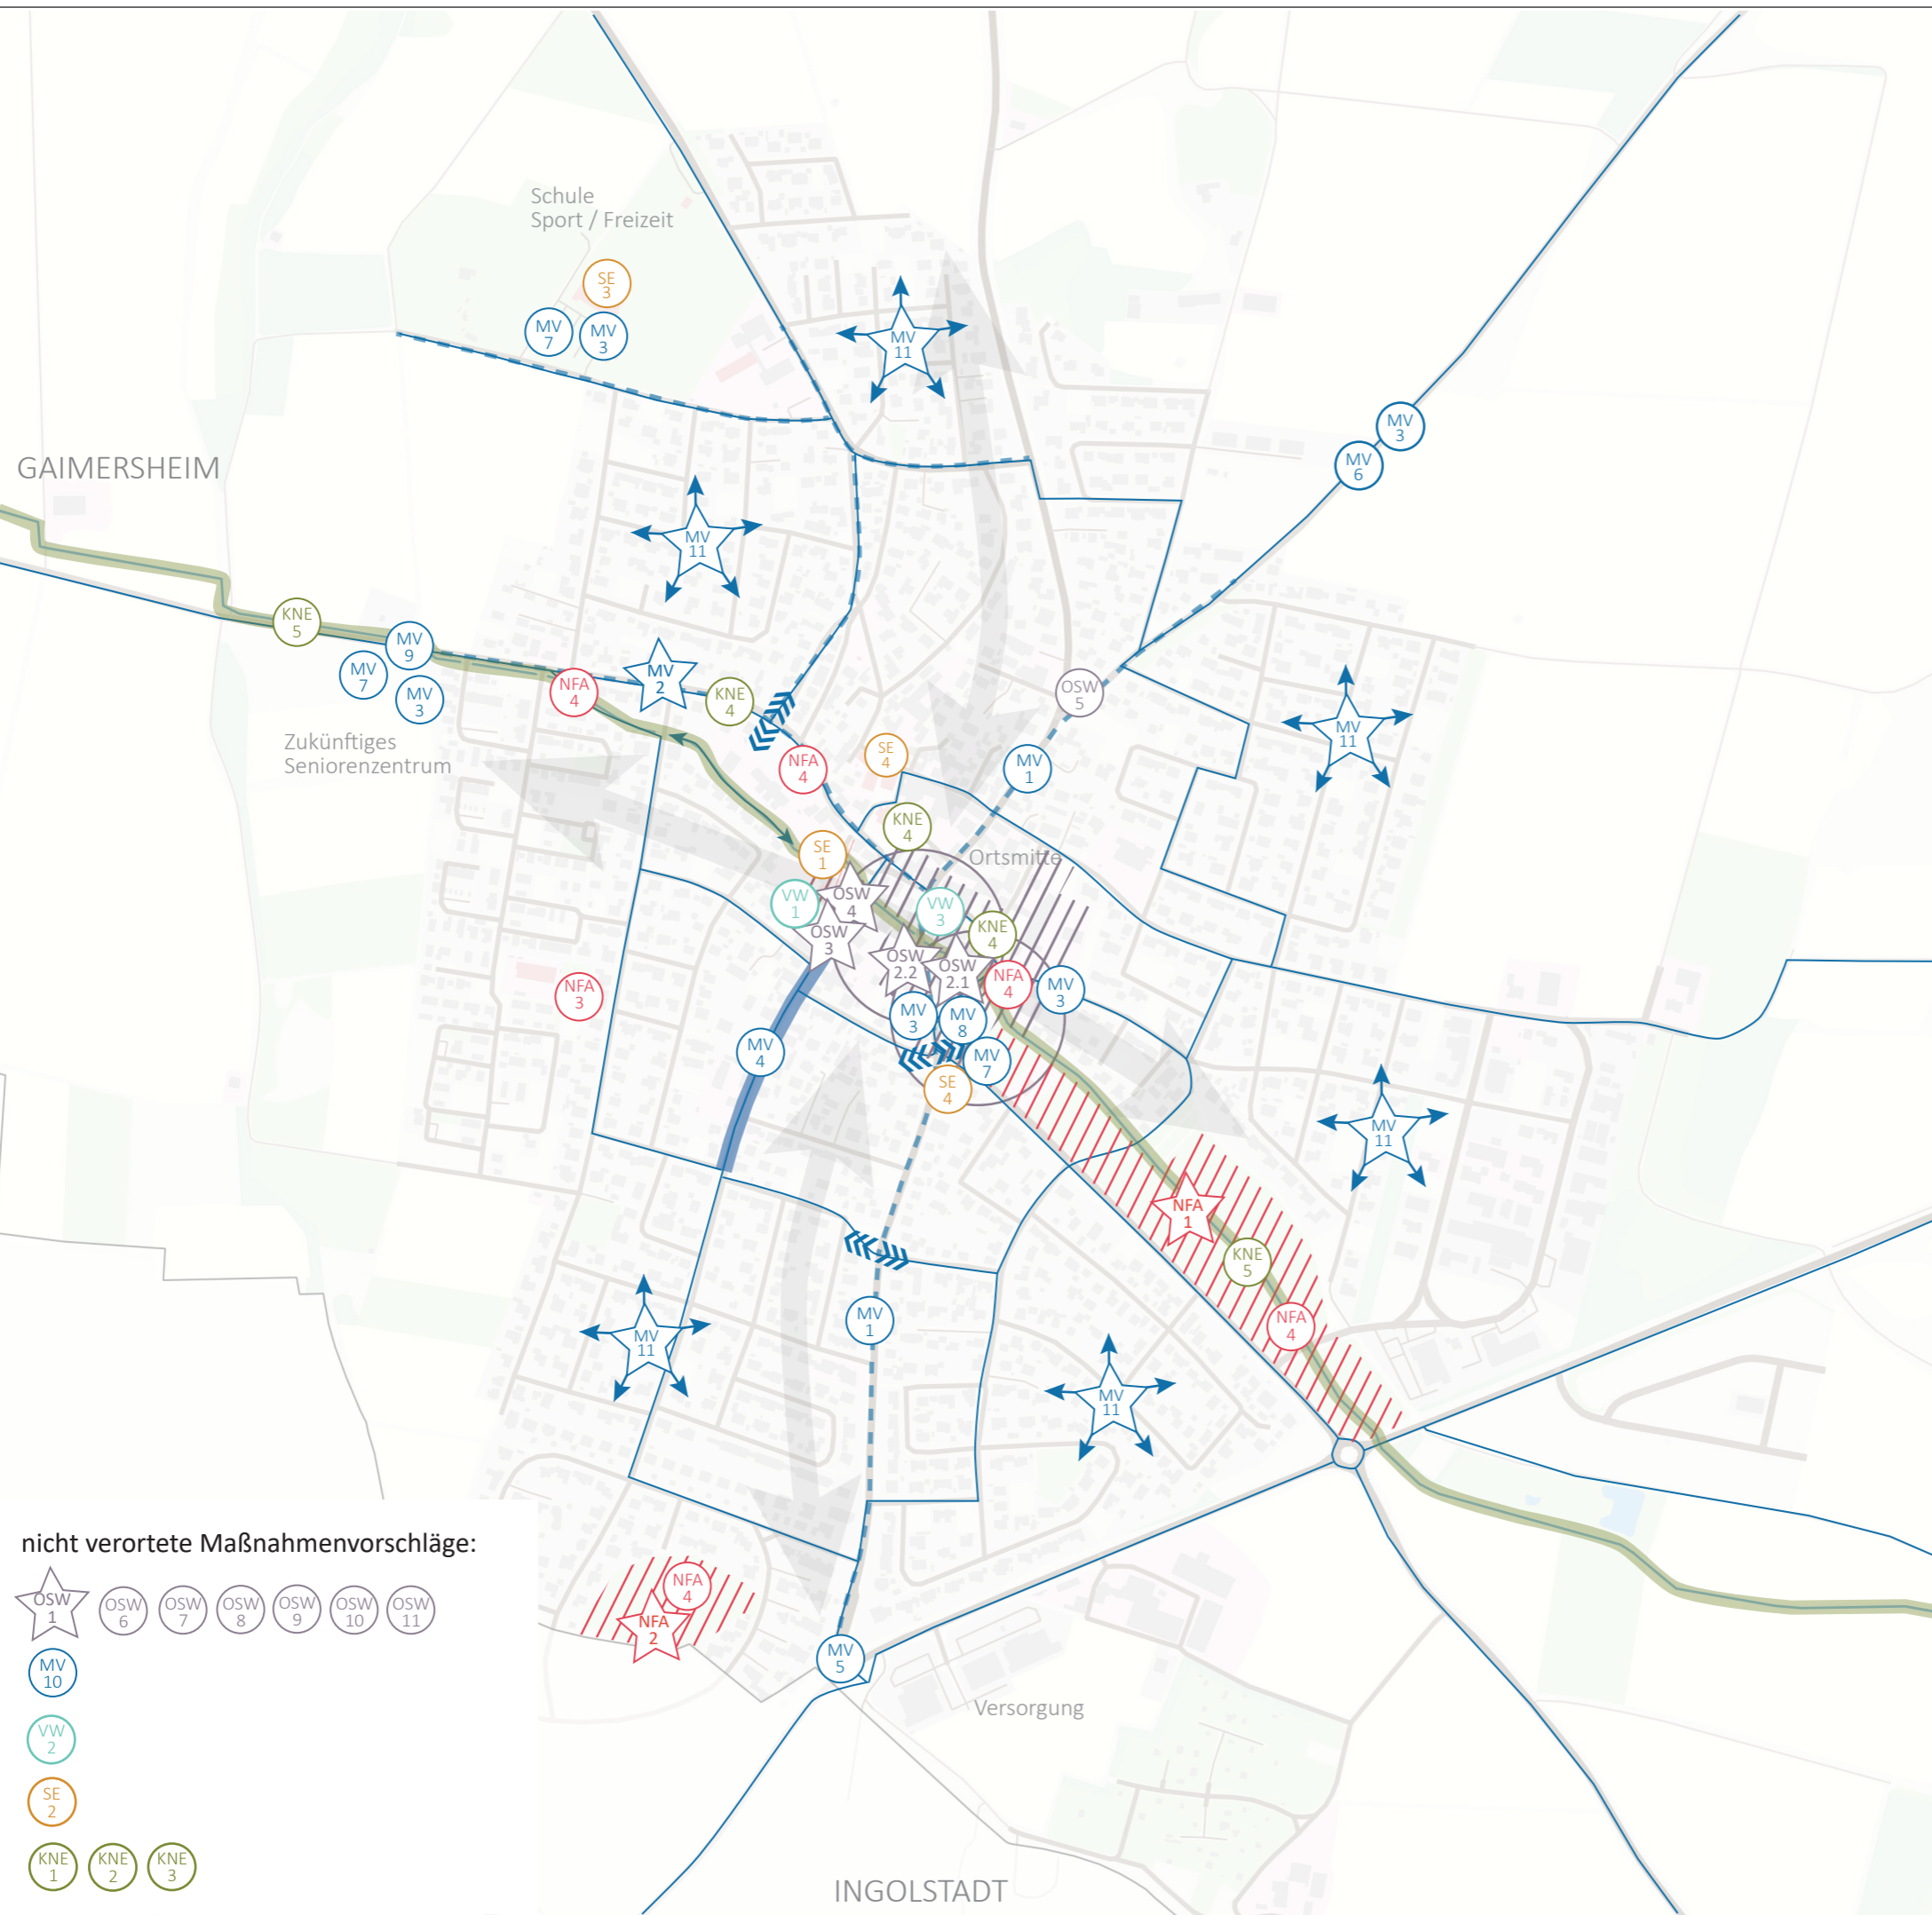 Schule
Sport / Freizeit
SE
3
MV
7
MV
3
MV
11
MV
3
MV
6
GAIMERSHEIM
MV
11
KNE
5
MV
9
MV
7
MV
3
NFA
4
MV
2
KNE
4
OSW
5
MV
11
Zukünftiges
Seniorenzentrum
NFA
4
SE
4
MV
1
KNE
4
SE
1
Ortsmitte
VW
1
OSW
4
VW
3
OSW
3
KNE
4
OSW
2.2
OSW
2.1
NFA
4
MV
3
NFA
3
MV
3
MV
8
MV
4
MV
7
SE
4
MV
11
NFA
1
KNE
5
MV
1
NFA
4
MV
11
MV
11
nicht verortete Maßnahmenvorschläge:
OSW
1
OSW
6
OSW
7
OSW
8
OSW
9
OSW
10
OSW
11
NFA
4
NFA
2
MV
5
MV
10
Versorgung
VW
2
SE
2
KNE
1
KNE
2
KNE
3
INGOLSTADT